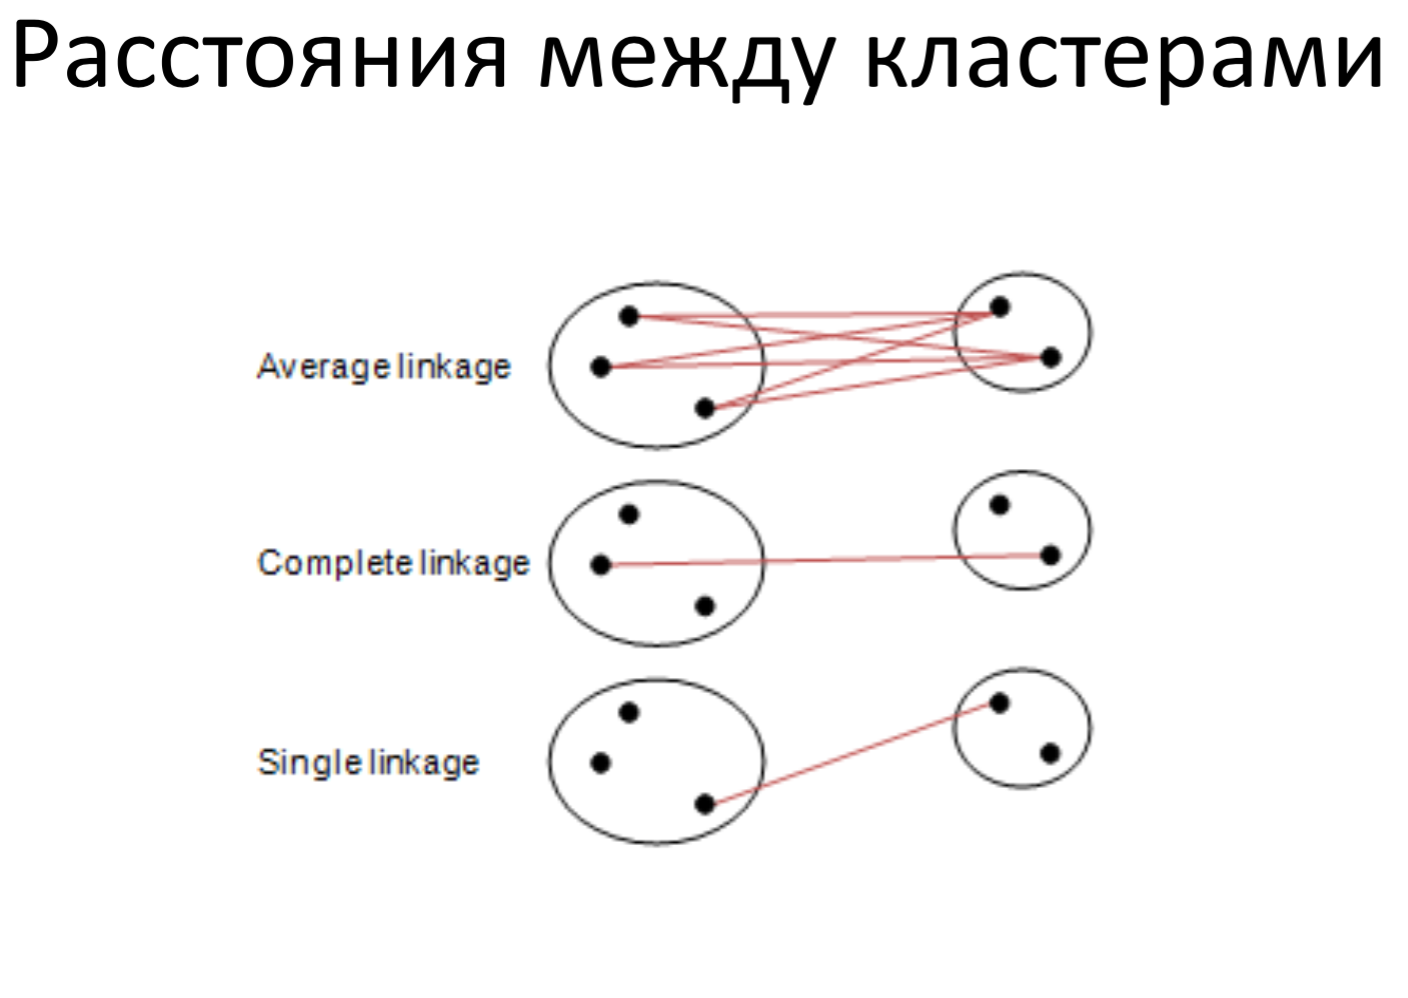 Расстояния между кластерами
Average linkage
Complete linkage
Single linkage